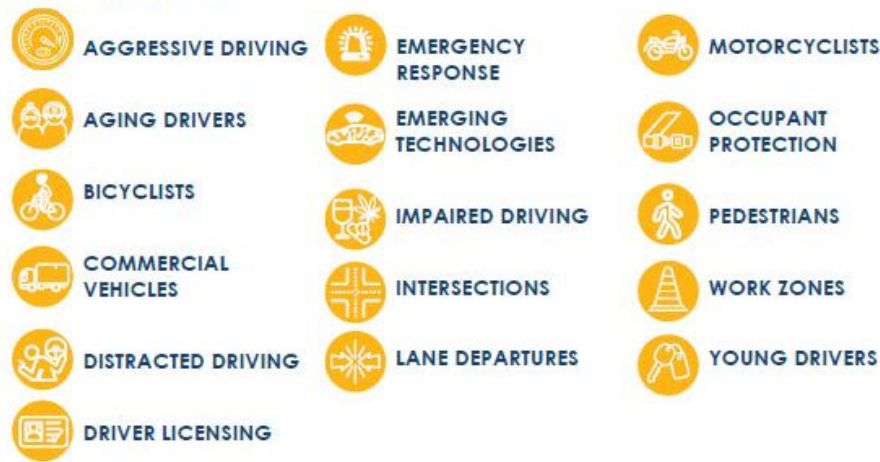 AGGRESSIVE DRIVING
AGING DRIVERS
BICYCLISTS
COMMERCIAL
VEHICLES
DISTRACTED DRIVING
DRIVER LICENSING
EMERGENCY
RESPONSE
EMERGING
TECHNOLOGIES
IMPAIRED DRIVING
INTERSECTIONS
LANE DEPARTURES
MOTORCYCLISTS
OCCUPANT
PROTECTION
PEDESTRIANS
WORK ZONES
YOUNG DRIVERS